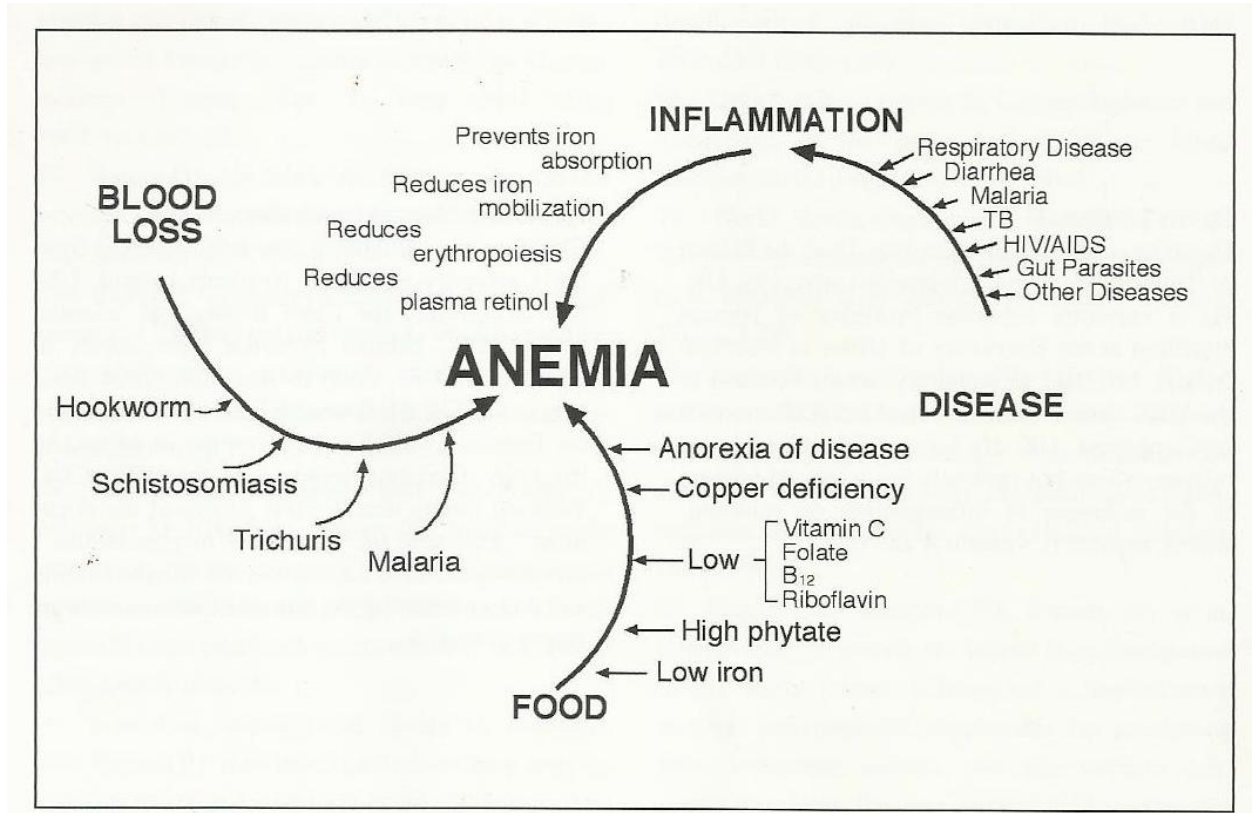 INFLAMMATION
Prevents iron
absorption
Reduces iron
mobilization
Reduces
erythropoiesis
Reduces
plasma retinol
Respiratory Disease
Diarrhea
Malaria
TB
HIV/AIDS
Gut Parasites
Other Diseases
BLOOD
LOSS
ANEMIA
DISEASE
Hookworm
Schistosomiasis
Trichuris
Malaria
Anorexia of disease
Copper deficiency
Low
Vitamin C
Folate
B₁₂
Riboflavin
High phytate
Low iron
FOOD